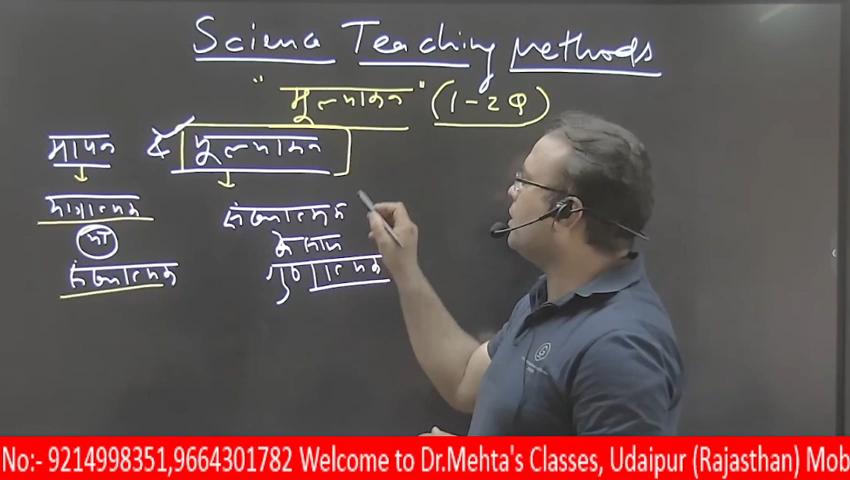 Sciena Teaching methods
"मूल्यांकन" (1-2 Q)
मापन & मूल्यांकन
मात्रात्मक संख्यात्मक
या के साथ
संख्यात्मक गुणात्मक
No:- 9214998351,9664301782 Welcome to Dr.Mehta's Classes, Udaipur (Rajasthan) Mob